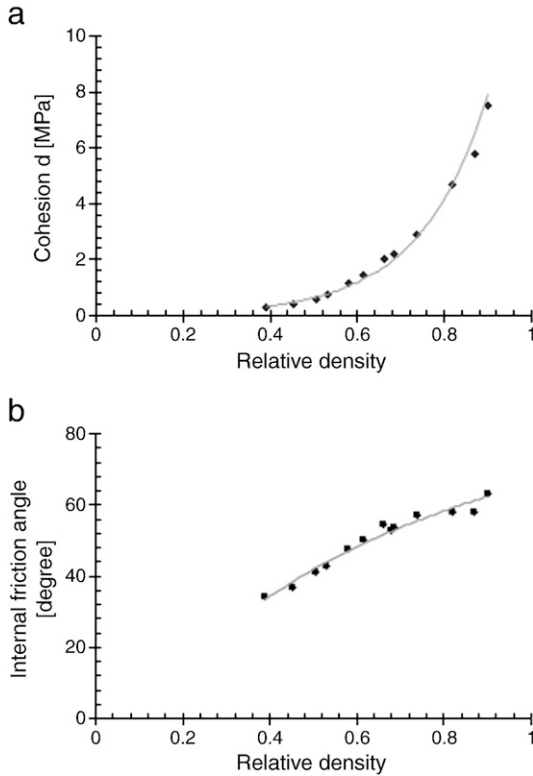 a
10
8
6
4
2
0
Cohesion d [MPa]
0 0.2 0.4 0.6 0.8 1
Relative density
b
80
60
40
20
0
Internal friction angle
[degree]
0 0.2 0.4 0.6 0.8 1
Relative density